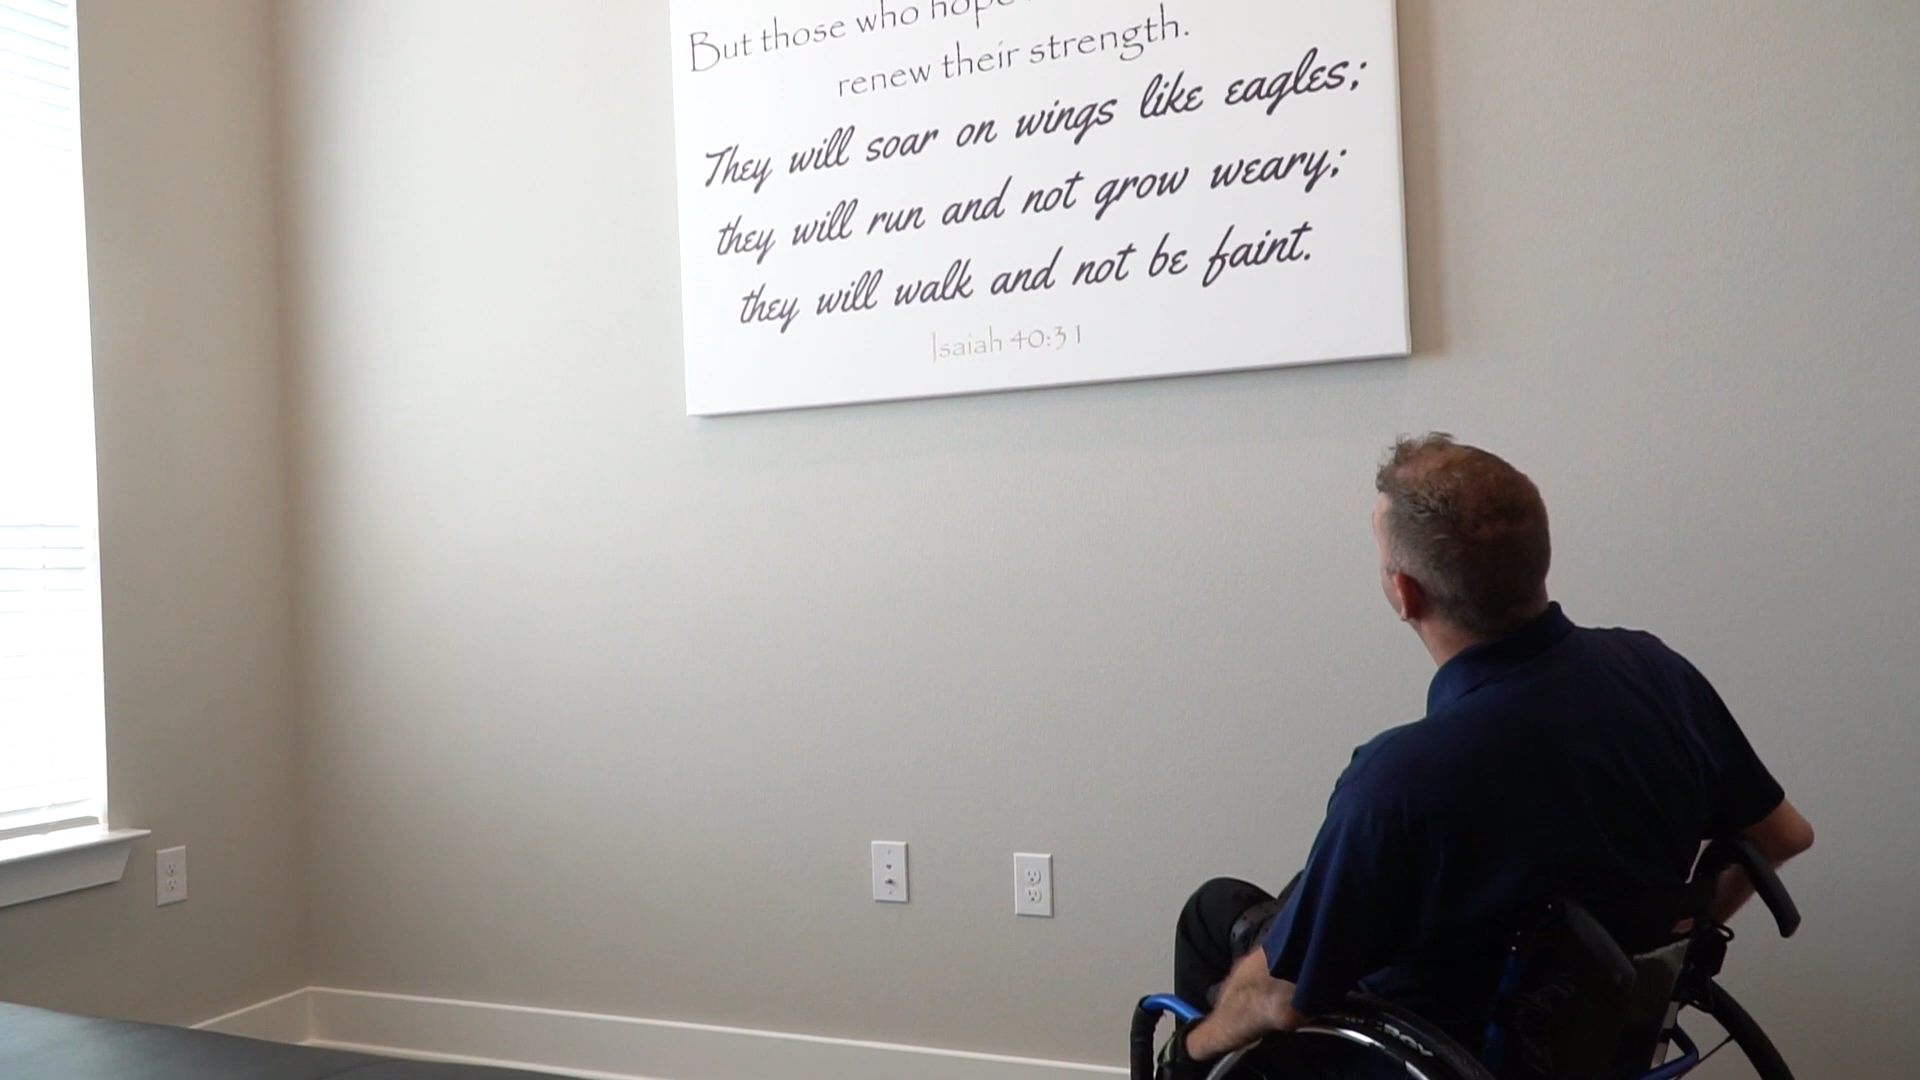 But those who hope
renew their strength.
They will soar on wings like eagles;
they will run and not grow weary;
they will walk and not be faint.
Isaiah 40:31